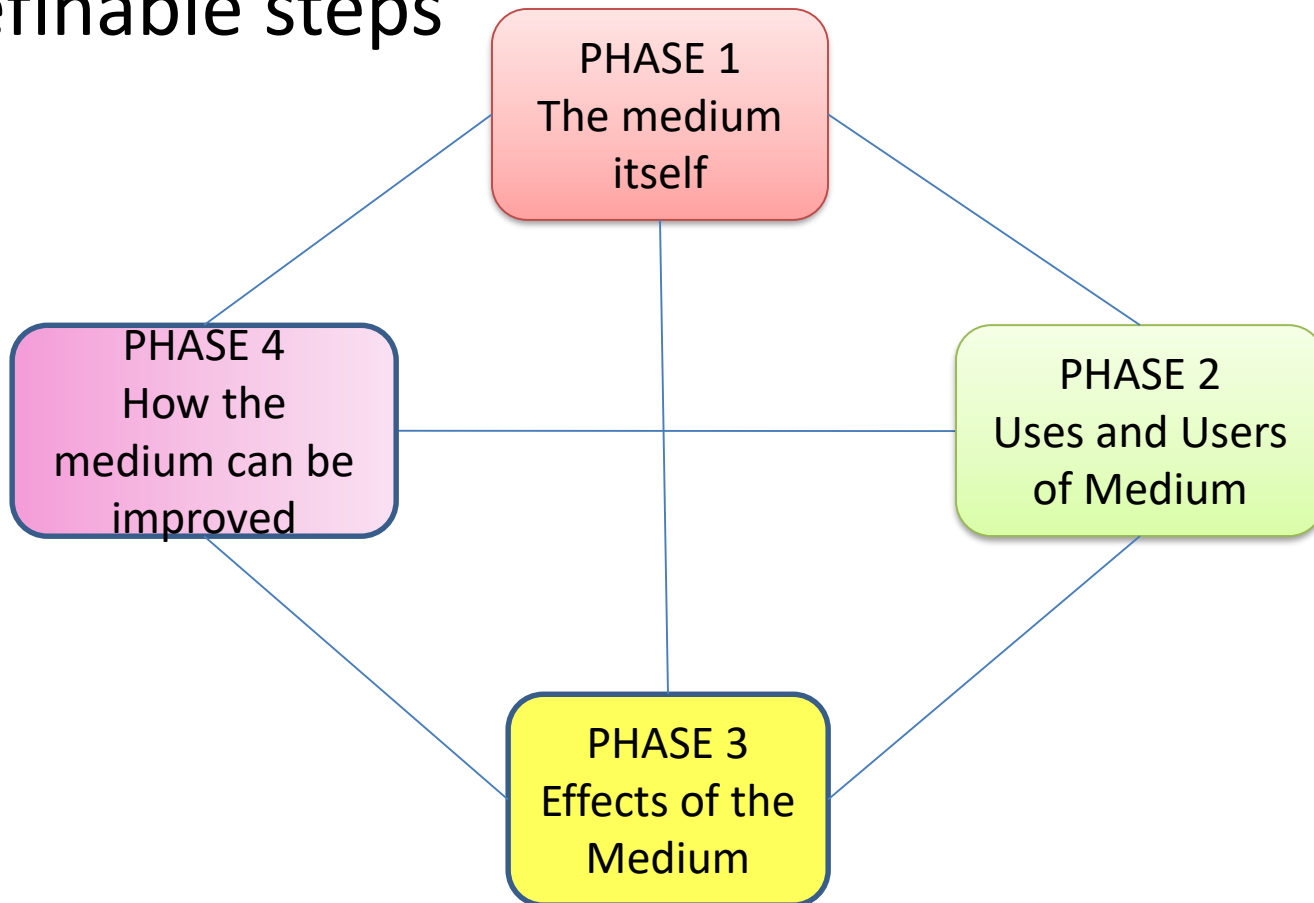 steps
PHASE 1
The medium
itself
PHASE 4
How the
medium can be
improved
PHASE 2
Uses and Users
of Medium
PHASE 3
Effects of the
Medium